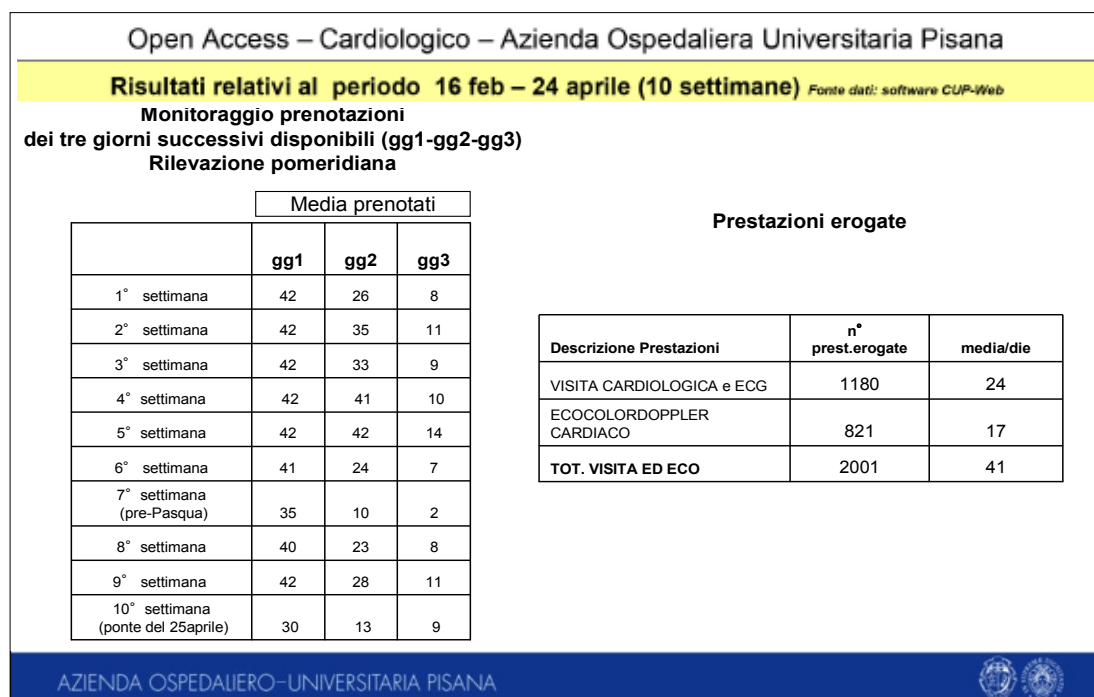 Open Access – Cardiologico – Azienda Ospedaliera Universitaria Pisana
Risultati relativi al periodo 16 feb – 24 aprile (10 settimane) Fonte dati: software CUP-Web
Monitoraggio prenotazioni
dei tre giorni successivi disponibili (gg1-gg2-gg3)
Rilevazione pomeridiana
Media prenotati
gg1 gg2 gg3
1° settimana 42 26 8
2° settimana 42 35 11
3° settimana 42 33 9
4° settimana 42 41 10
5° settimana 42 42 14
6° settimana 41 24 7
7° settimana
(pre-Pasqua) 35 10 2
8° settimana 40 23 8
9° settimana 42 28 11
10° settimana
(ponte del 25aprile) 30 13 9
Prestazioni erogate
Descrizione Prestazioni n° prest.erogate media/die
VISITA CARDIOLOGICA e ECG 1180 24
ECOCOLORDOPPLER
CARDIACO 821 17
TOT. VISITA ED ECO 2001 41
AZIENDA OSPEDALIERO-UNIVERSITARIA PISANA